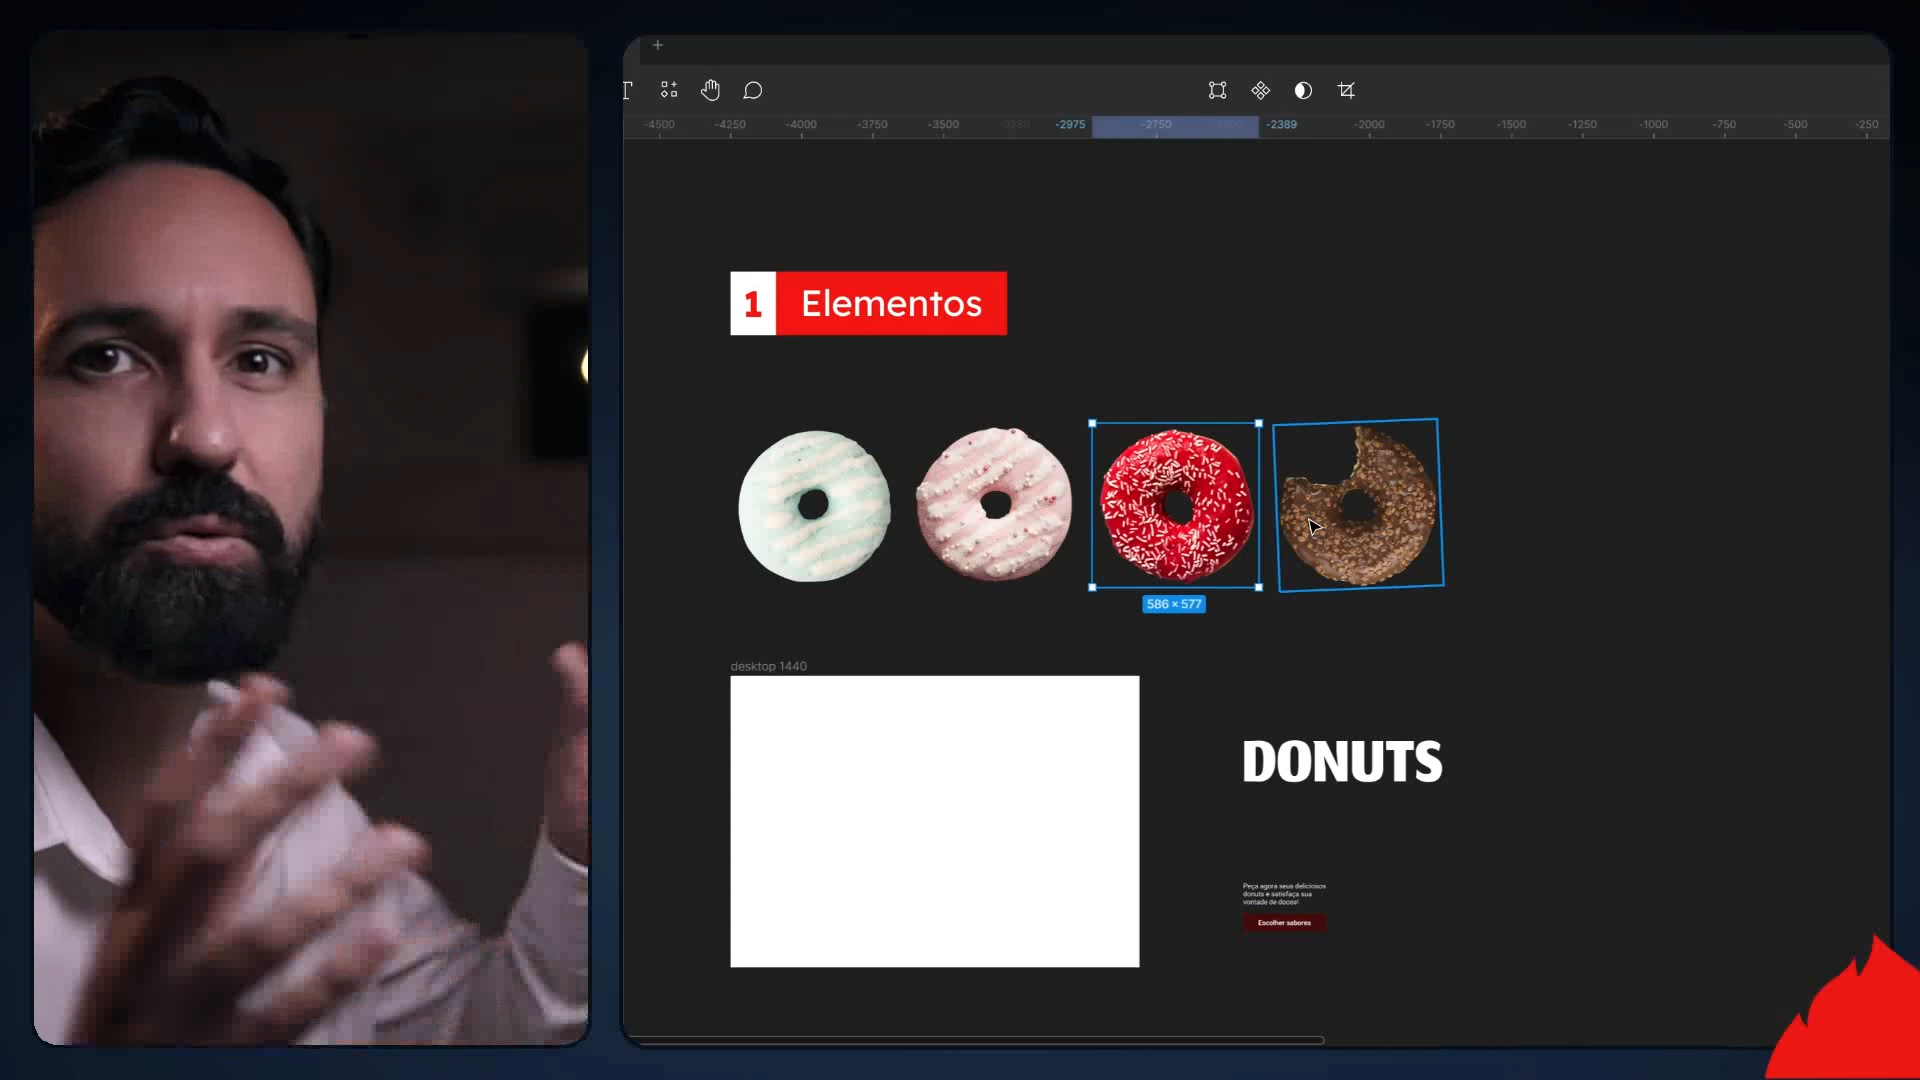 -4500 -4250 -4000 -3750 -3500 -2975 -2750 -2389 -2000 -1750 -1500 -1250 -1000 -750 -500 -250
1 Elementos
586 × 577
desktop 1440
DONUTS
Peça agora seus deliciosos
donuts e satisfaça sua
vontade de doces!
Escolher sabores